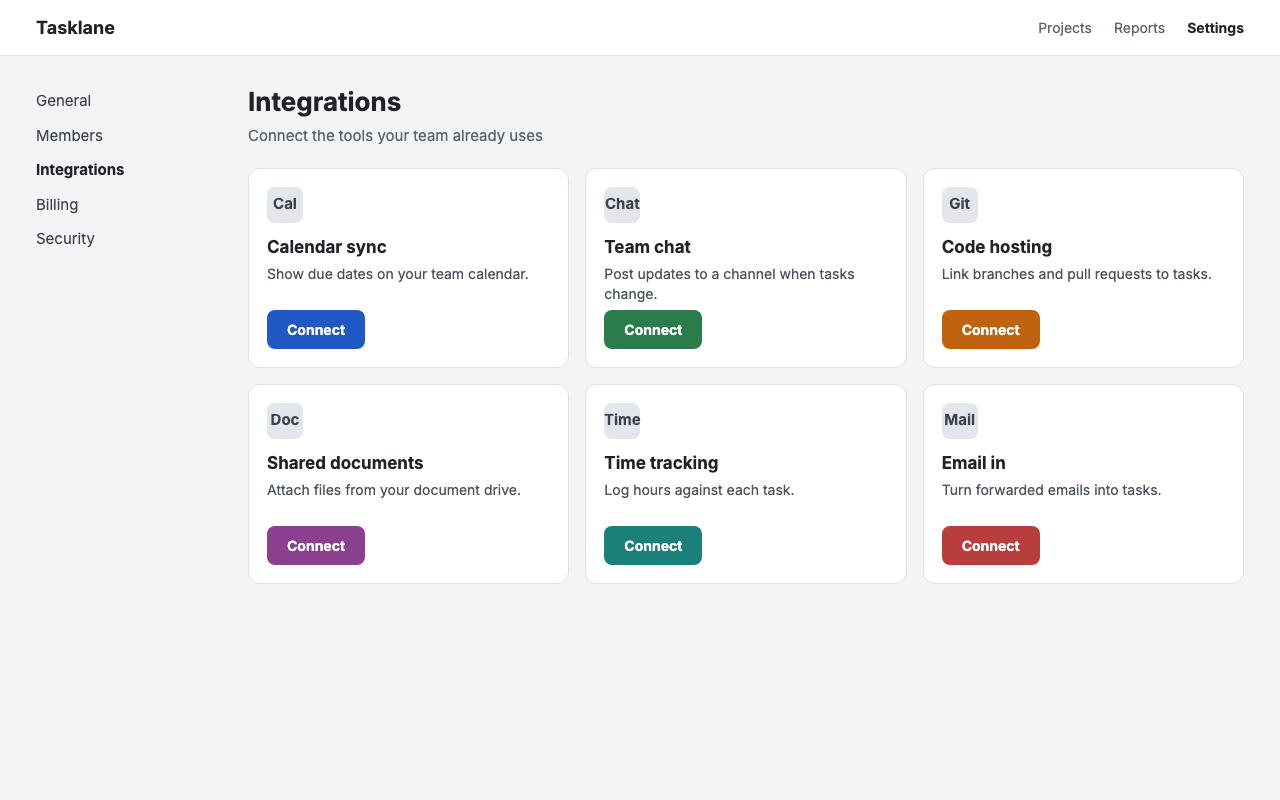 Tasklane
Projects
Reports
Settings
General
Members
Integrations
Billing
Security
Integrations
Connect the tools your team already uses
Cal
Calendar sync
Show due dates on your team calendar.
Connect
Chat
Team chat
Post updates to a channel when tasks
change.
Connect
Git
Code hosting
Link branches and pull requests to tasks.
Connect
Doc
Shared documents
Attach files from your document drive.
Connect
Time
Time tracking
Log hours against each task.
Connect
Mail
Email in
Turn forwarded emails into tasks.
Connect